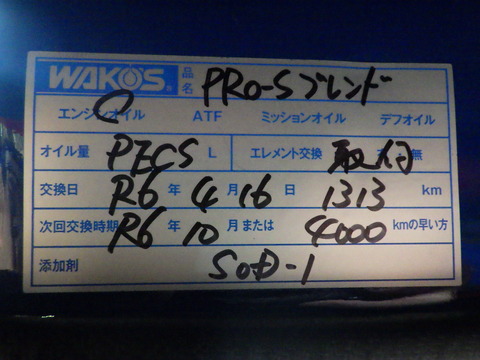 WAKO'S 品名 PRO-Sブレンド
エンジンオイル ATF ミッションオイル デフオイル
オイル量 PECS L エレメント交換 取付 無
交換日 R6 年 4 月 16 日 1313 km
次回交換時期 R6 年 10 月または 4000 kmの早い方
添加剤 SOD-1